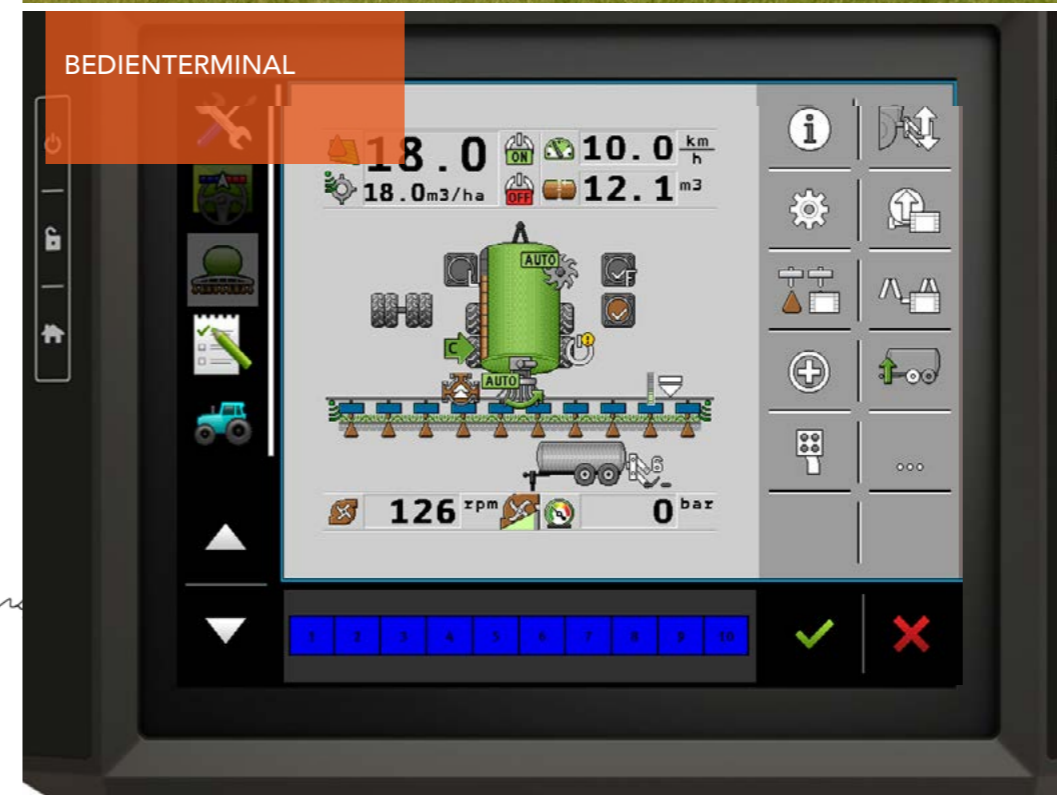 BEDIENTERMINAL
18.0 ON 10.0 km/h
18.0m3/ha OFF 12.1 m3
AUTO
F
C
AUTO
6
126 rpm 0 bar
1 2 3 4 5 6 7 8 9 10